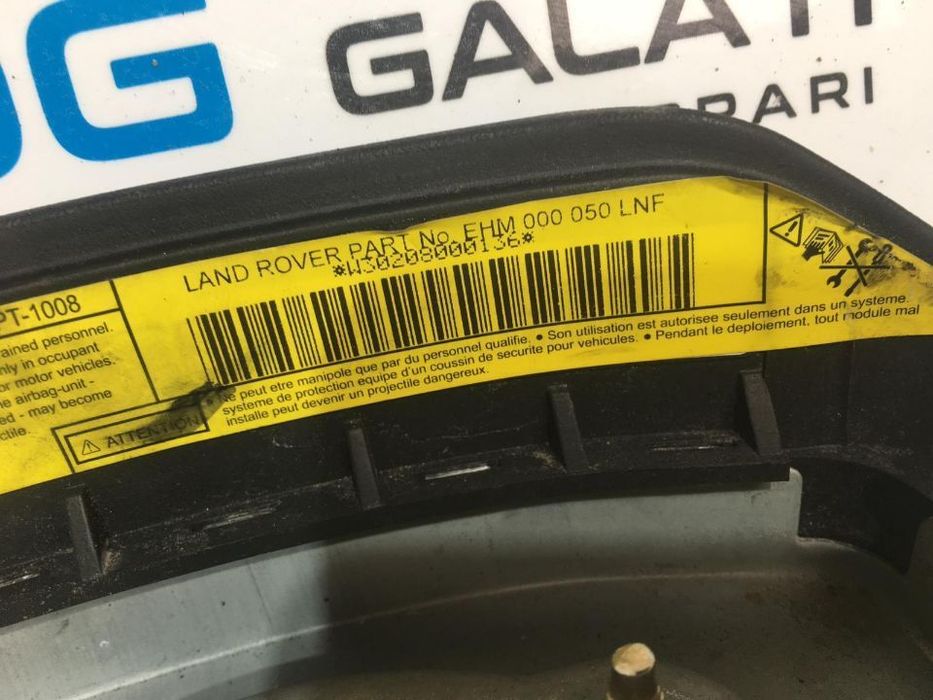 OG GALATI
LAND ROVER PART No. EHM 000 050 LNF
*W30208000136*
PT-1008
rained personnel.
nly in occupant
or motor vehicles.
e airbag-unit -
ed - may become
ctile.
ATTENTION
Ne peut etre manipole que par du personnel qualifie. • Son utilisation est autorisee seulement dans un systeme.
systeme de protection equipe d'un coussin de securite pour vehicules. • Pendant le deploiement, tout module mal
installe peut devenir un projectile dangereux.